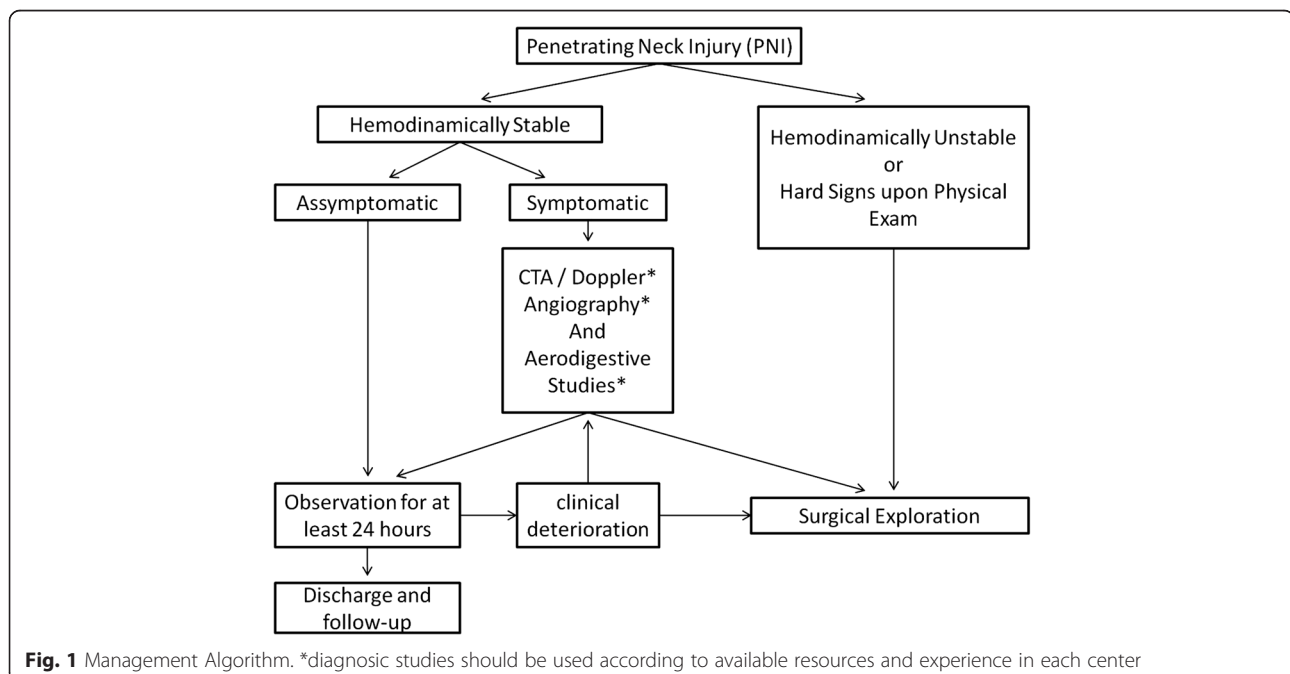 Penetrating Neck Injury (PNI)
Hemodinamically Stable
Hemodinamically Unstable
or
Hard Signs upon Physical
Exam
Assymptomatic
Symptomatic
CTA / Doppler*
Angiography*
And
Aerodigestive
Studies*
Observation for at
least 24 hours
clinical
deterioration
Surgical Exploration
Discharge and
follow-up
Fig. 1 Management Algorithm. *diagnosic studies should be used according to available resources and experience in each center